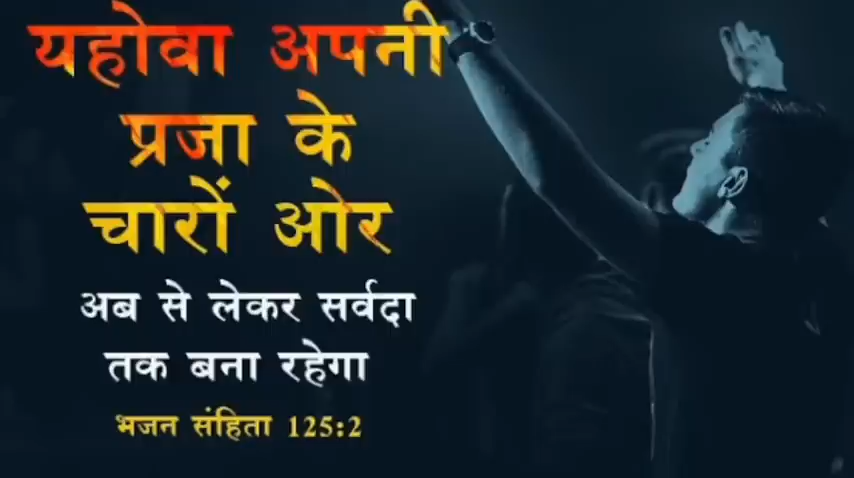 यहोवा अपनी
प्रजा के
चारों ओर
अब से लेकर सर्वदा
तक बना रहेगा
भजन संहिता 125:2